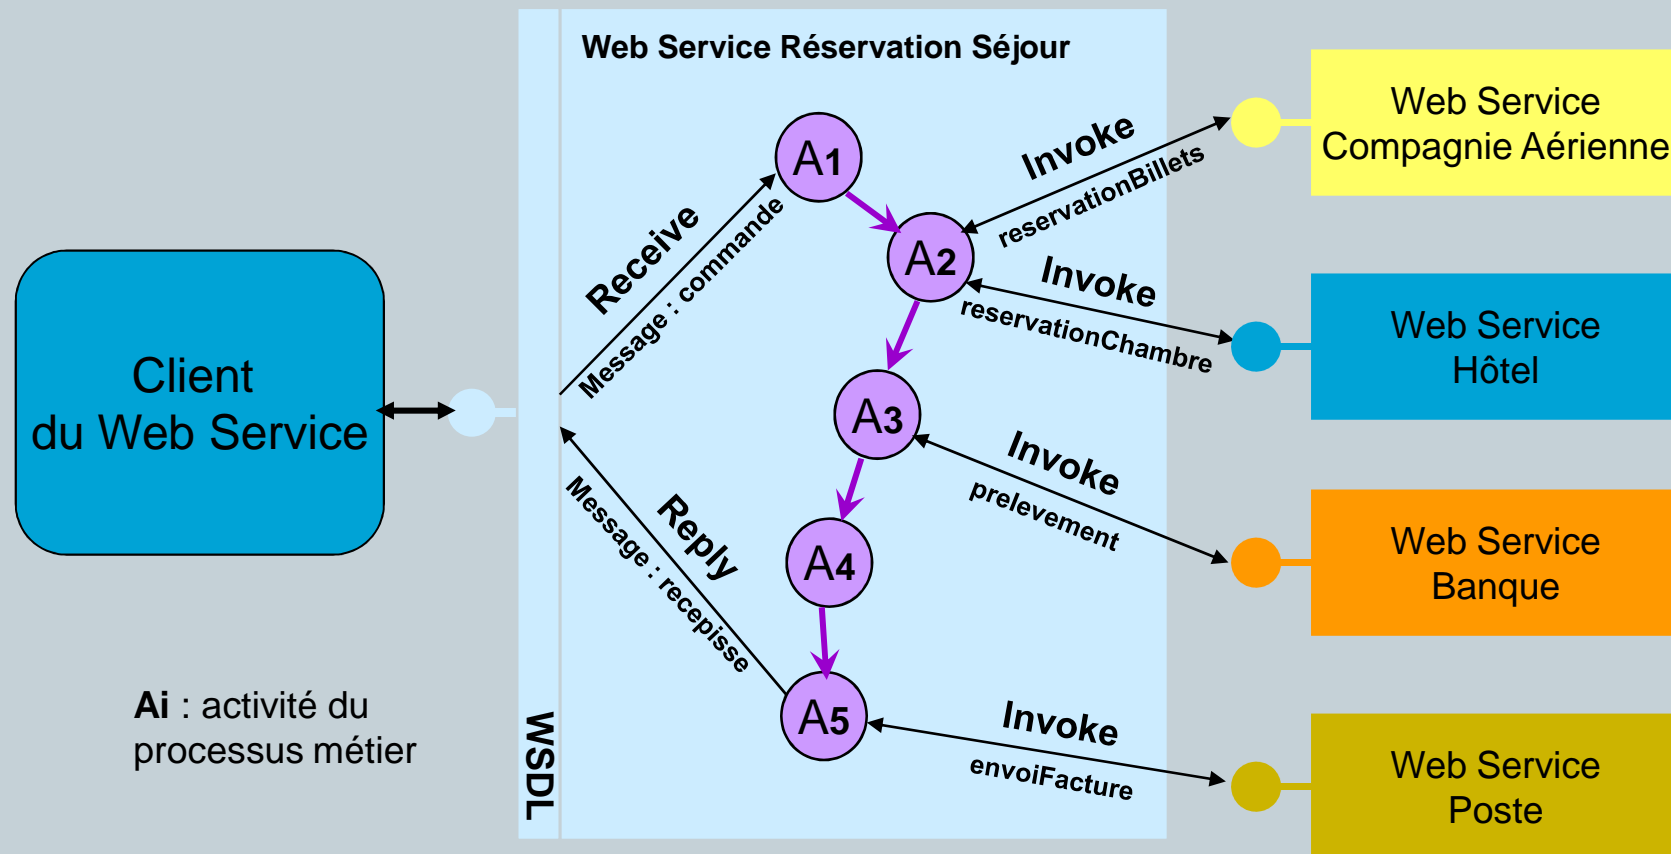 Web Service Réservation Séjour
Client
du Web Service
Ai : activité du
processus métier
WSDL
Receive
Message : commande
Reply
Message : recepisse
A1
A2
A3
A4
A5
Invoke
reservationBillets
Invoke
reservationChambre
Invoke
prelevement
Invoke
envoiFacture
Web Service
Compagnie Aérienne
Web Service
Hôtel
Web Service
Banque
Web Service
Poste